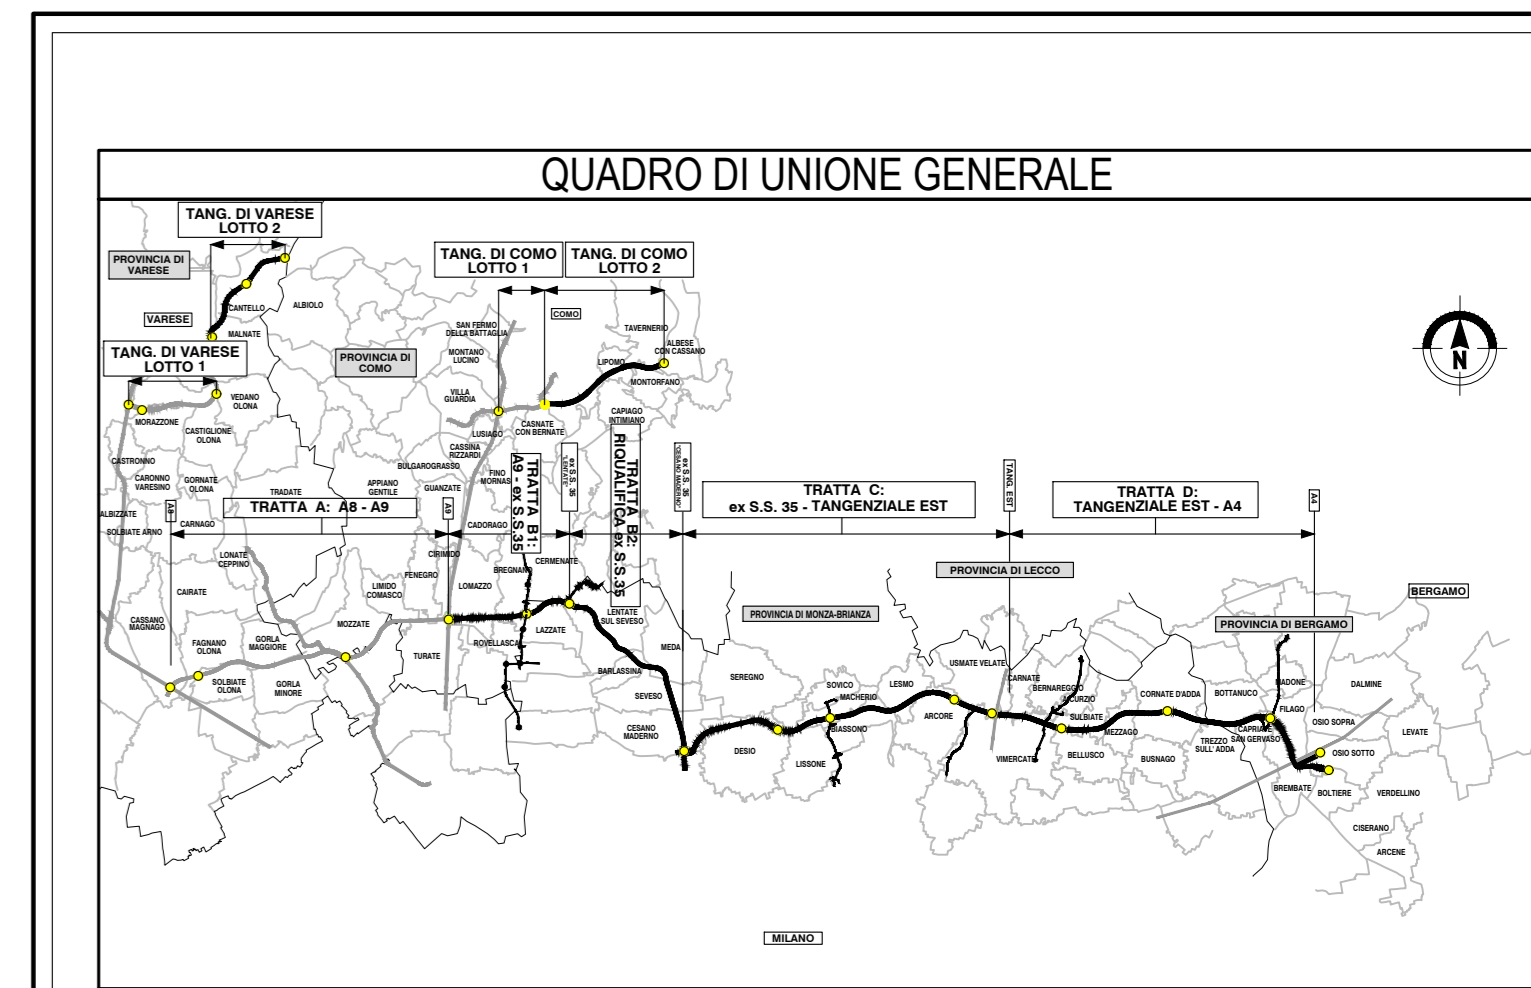 QUADRO DI UNIONE GENERALE
TANG. DI VARESE
LOTTO 2
PROVINCIA DI
VARESE
CANTELLO
ALBIOLO
VARESE
MALNATE
TANG. DI VARESE
LOTTO 1
PROVINCIA DI
COMO
VEDANO
OLONA
MORAZZONE
CASTIGLIONE
OLONA
TANG. DI COMO
LOTTO 1
TANG. DI COMO
LOTTO 2
COMO
SAN FERMO
DELLA BATTAGLIA
TAVERNERIO
MONTANO
LUCINO
ALBESE
CON CASSANO
LIPOMO
MONTORFANO
VILLA
GUARDIA
CAPIAGO
INTIMIANO
LUSIAGO
CASNATE
CON BERNATE
CASSINA
RIZZARDI
CASTRONNO
BULGAROGRASSO
FINO
MORNAS
CARONNO
VARESINO
GORNATE
OLONA
TRADATE
APPIANO
GENTILE
GUANZATE
ALBIZZATE
CARNAGO
SOLBIATE ARNO
A8
TRATTA A: A8 - A9
A9
CADORAGO
TRATTA B1:
A9 - ex S.S.35
ex S.S. 35
"LENTATE"
TRATTA B2:
RIQUALIFICA ex S.S.35
ex S.S. 35
"CESANO MADERNO"
TRATTA C:
ex S.S. 35 - TANGENZIALE EST
TANG. EST
TRATTA D:
TANGENZIALE EST - A4
A4
N
LONATE
CEPPINO
CIRIMIDO
CERMENATE
FENEGRO
BREGNANO
LOMAZZO
CAIRATE
LIMIDO
COMASCO
CASSANO
MAGNAGO
MOZZATE
LAZZATE
LENTATE
SUL SEVESO
PROVINCIA DI LECCO
PROVINCIA DI MONZA-BRIANZA
BERGAMO
PROVINCIA DI BERGAMO
FAGNANO
OLONA
GORLA
MAGGIORE
ROVELLASCA
TURATE
SOLBIATE
OLONA
GORLA
MINORE
MEDA
BARLASSINA
SEVESO
CESANO
MADERNO
SEREGNO
DESIO
SOVICO
MACHERIO
LESMO
BIASSONO
LISSONE
ARCORE
USMATE VELATE
CARNATE
BERNAREGGIO
SULBIATE
MEZZAGO
VIMERCATE
BELLUSCO
CORNATE D'ADDA
BUSNAGO
TREZZO
SULL' ADDA
BOTTANUCO
MADONE
FILAGO
CAPRIATE
SAN GERVASO
DALMINE
OSIO SOPRA
LEVATE
OSIO SOTTO
BREMBATE
BOLTIERE
VERDELLINO
CISERANO
ARCENE
MILANO